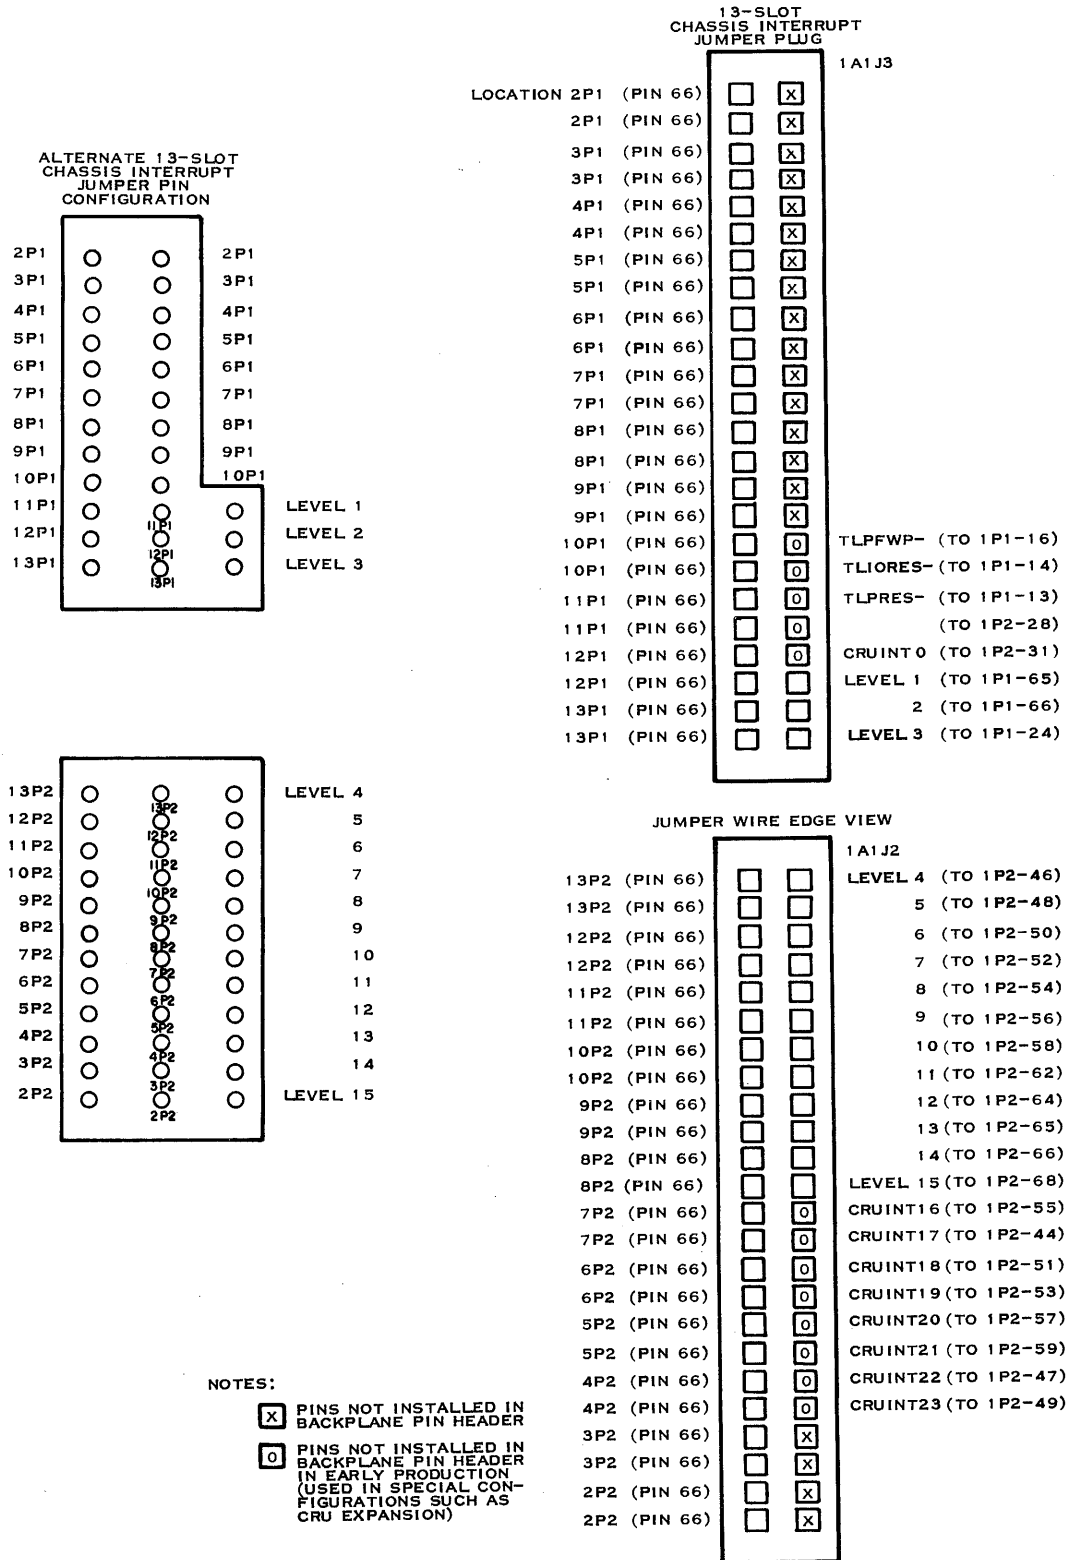 13-SLOT
CHASSIS INTERRUPT
JUMPER PLUG
1A1J3
LOCATION 2P1 (PIN 66) X
2P1 (PIN 66) X
3P1 (PIN 66) X
3P1 (PIN 66) X
4P1 (PIN 66) X
4P1 (PIN 66) X
5P1 (PIN 66) X
5P1 (PIN 66) X
6P1 (PIN 66) X
6P1 (PIN 66) X
7P1 (PIN 66) X
7P1 (PIN 66) X
8P1 (PIN 66) X
8P1 (PIN 66) X
9P1 (PIN 66) X
9P1 (PIN 66) X
10P1 (PIN 66) O TLPFWP- (TO 1P1-16)
10P1 (PIN 66) O TLIORES- (TO 1P1-14)
11P1 (PIN 66) O TLPRES- (TO 1P1-13)
11P1 (PIN 66) O (TO 1P2-28)
12P1 (PIN 66) O CRUINT 0 (TO 1P2-31)
12P1 (PIN 66) LEVEL 1 (TO 1P1-65)
13P1 (PIN 66) 2 (TO 1P1-66)
13P1 (PIN 66) LEVEL 3 (TO 1P1-24)
ALTERNATE 13-SLOT
CHASSIS INTERRUPT
JUMPER PIN
CONFIGURATION
2P1 2P1
3P1 3P1
4P1 4P1
5P1 5P1
6P1 6P1
7P1 7P1
8P1 8P1
9P1 9P1
10P1 10P1
11P1 LEVEL 1
11P1
12P1 LEVEL 2
12P1
13P1 LEVEL 3
13P1
13P2 LEVEL 4
13P2
12P2 5
12P2
11P2 6
11P2
10P2 7
10P2
9P2 8
9P2
8P2 9
8P2
7P2 10
7P2
6P2 11
6P2
5P2 12
5P2
4P2 13
4P2
3P2 14
3P2
2P2 LEVEL 15
2P2
JUMPER WIRE EDGE VIEW
1A1J2
13P2 (PIN 66) LEVEL 4 (TO 1P2-46)
13P2 (PIN 66) 5 (TO 1P2-48)
12P2 (PIN 66) 6 (TO 1P2-50)
12P2 (PIN 66) 7 (TO 1P2-52)
11P2 (PIN 66) 8 (TO 1P2-54)
11P2 (PIN 66) 9 (TO 1P2-56)
10P2 (PIN 66) 10 (TO 1P2-58)
10P2 (PIN 66) 11 (TO 1P2-62)
9P2 (PIN 66) 12 (TO 1P2-64)
9P2 (PIN 66) 13 (TO 1P2-65)
8P2 (PIN 66) 14 (TO 1P2-66)
8P2 (PIN 66) LEVEL 15 (TO 1P2-68)
7P2 (PIN 66) O CRUINT16 (TO 1P2-55)
7P2 (PIN 66) O CRUINT17 (TO 1P2-44)
6P2 (PIN 66) O CRUINT18 (TO 1P2-51)
6P2 (PIN 66) O CRUINT19 (TO 1P2-53)
5P2 (PIN 66) O CRUINT20 (TO 1P2-57)
5P2 (PIN 66) O CRUINT21 (TO 1P2-59)
4P2 (PIN 66) O CRUINT22 (TO 1P2-47)
4P2 (PIN 66) O CRUINT23 (TO 1P2-49)
3P2 (PIN 66) X
3P2 (PIN 66) X
2P2 (PIN 66) X
2P2 (PIN 66) X
NOTES:
X PINS NOT INSTALLED IN
BACKPLANE PIN HEADER
O PINS NOT INSTALLED IN
BACKPLANE PIN HEADER
IN EARLY PRODUCTION
(USED IN SPECIAL CON-
FIGURATIONS SUCH AS
CRU EXPANSION)